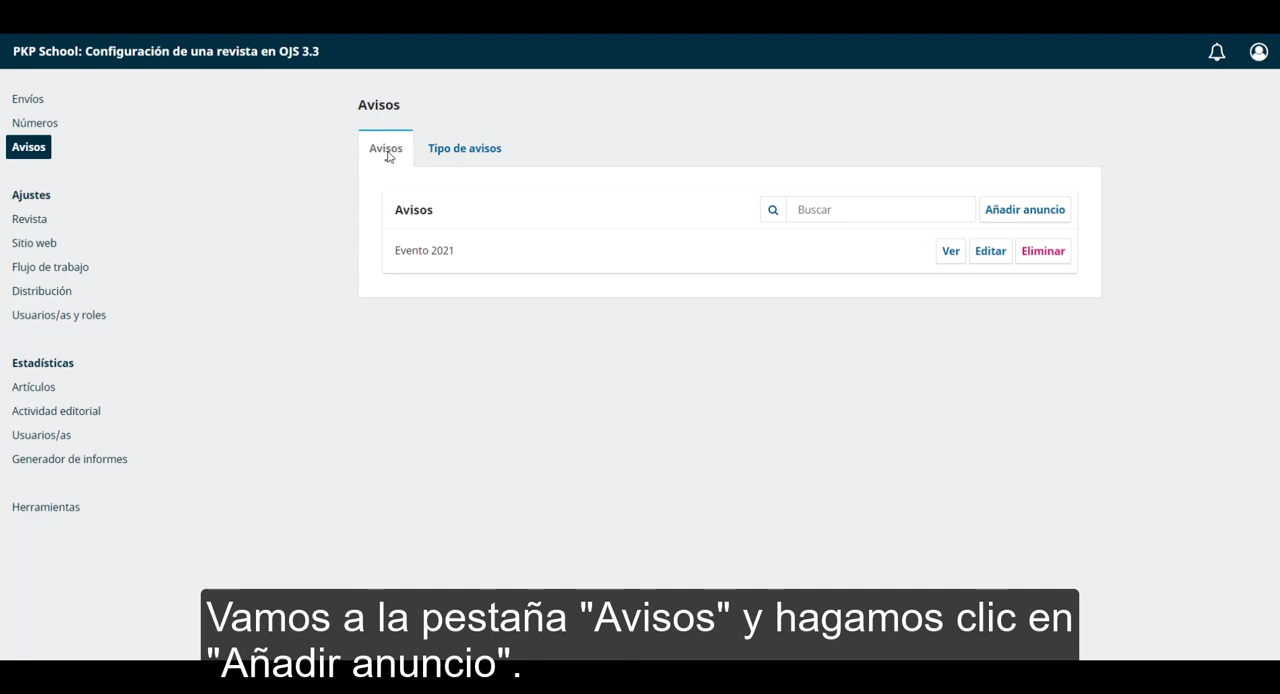 PKP School: Configuración de una revista en OJS 3.3
Envíos
Números
Avisos
Ajustes
Revista
Sitio web
Flujo de trabajo
Distribución
Usuarios/as y roles
Estadísticas
Artículos
Actividad editorial
Usuarios/as
Generador de informes
Herramientas
Avisos
Avisos Tipo de avisos
Avisos Buscar Añadir anuncio
Evento 2021 Ver Editar Eliminar
Vamos a la pestaña "Avisos" y hagamos clic en
"Añadir anuncio".